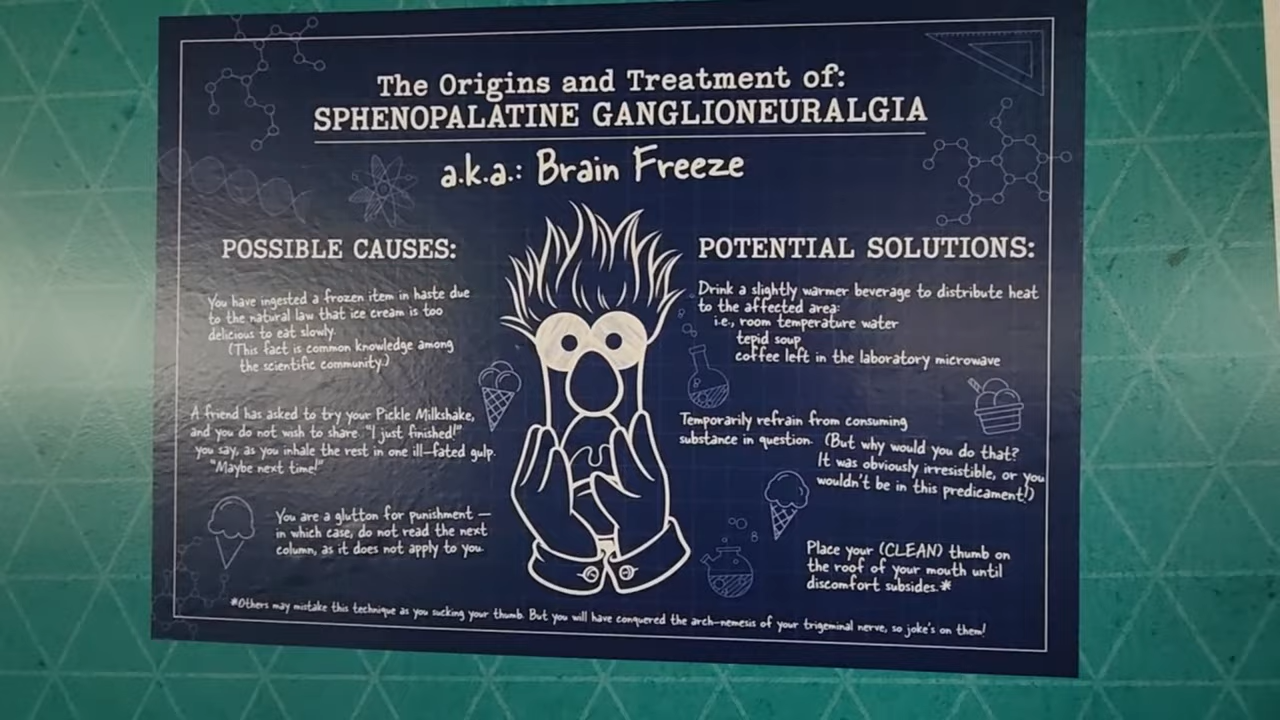 The Origins and Treatment of:
SPHENOPALATINE GANGLIONEURALGIA
a.k.a.: Brain Freeze
POSSIBLE CAUSES:
You have ingested a frozen item in haste due
to the natural law that ice cream is too
delicious to eat slowly.
(This fact is common knowledge among
the scientific community.)
A friend has asked to try your Pickle Milkshake,
and you do not wish to share. "I just finished!"
you say, as you inhale the rest in one ill-fated gulp.
"Maybe next time!"
You are a glutton for punishment —
in which case, do not read the next
column, as it does not apply to you.
POTENTIAL SOLUTIONS:
Drink a slightly warmer beverage to distribute heat
to the affected area:
i.e., room temperature water
tepid soup
coffee left in the laboratory microwave
Temporarily refrain from consuming
substance in question. (But why would you do that?
It was obviously irresistible, or you
wouldn't be in this predicament!)
Place your (CLEAN) thumb on
the roof of your mouth until
discomfort subsides.*
*Others may mistake this technique as you sucking your thumb. But you will have conquered the arch-nemesis of your trigeminal nerve, so joke's on them!